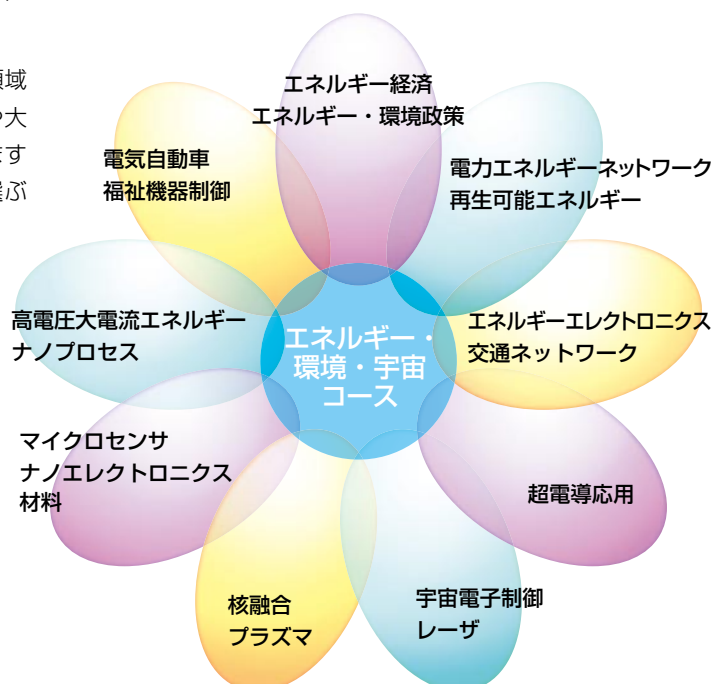 域
大
ます
選ぶ
エネルギー経済
エネルギー・環境政策
電力エネルギーネットワーク
再生可能エネルギー
エネルギーエレクトロニクス
交通ネットワーク
超電導応用
宇宙電子制御
レーザ
核融合
プラズマ
マイクロセンサ
ナノエレクトロニクス
材料
高電圧大電流エネルギー
ナノプロセス
電気自動車
福祉機器制御
エネルギー・
環境・宇宙
コース